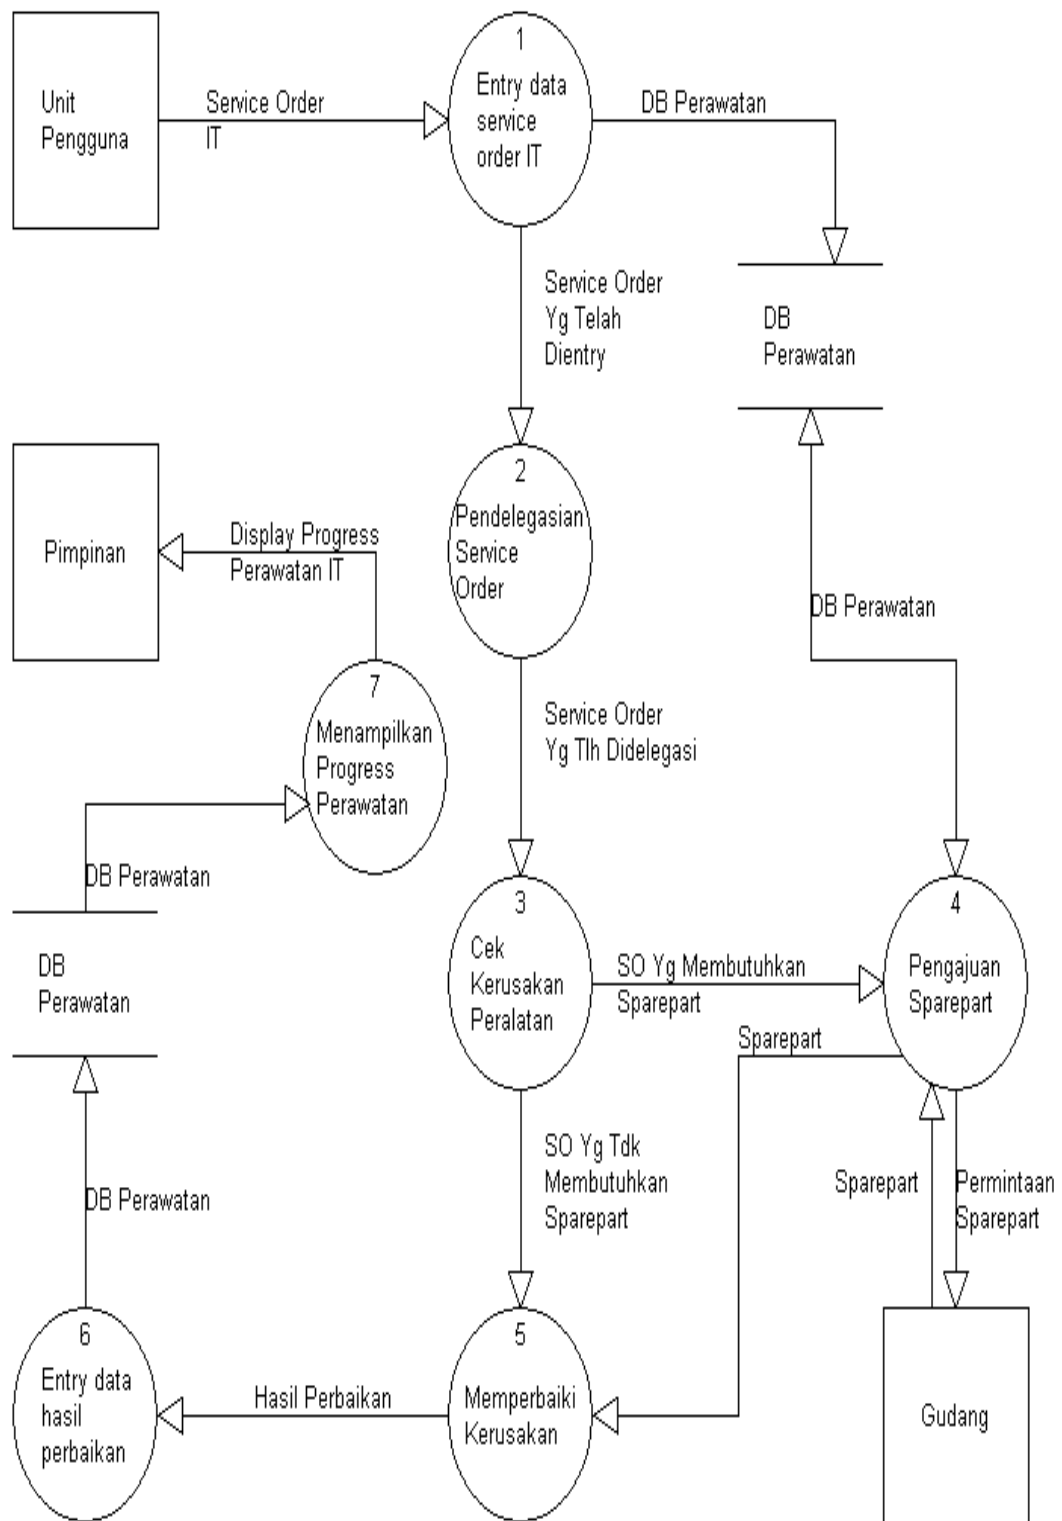 Unit
Pengguna
Service Order
IT
1
Entry data
service
order IT
DB Perawatan
Service Order
Yg Telah
Dientry
DB
Perawatan
2
Pendelegasian
Service
Order
Pimpinan
Display Progress
Perawatan IT
DB Perawatan
7
Menampilkan
Progress
Perawatan
Service Order
Yg Tlh Didelegasi
DB Perawatan
3
Cek
Kerusakan
Peralatan
SO Yg Membutuhkan
Sparepart
4
Pengajuan
Sparepart
DB
Perawatan
Sparepart
SO Yg Tdk
Membutuhkan
Sparepart
Sparepart
Permintaan
Sparepart
DB Perawatan
6
Entry data
hasil
perbaikan
Hasil Perbaikan
5
Memperbaiki
Kerusakan
Gudang